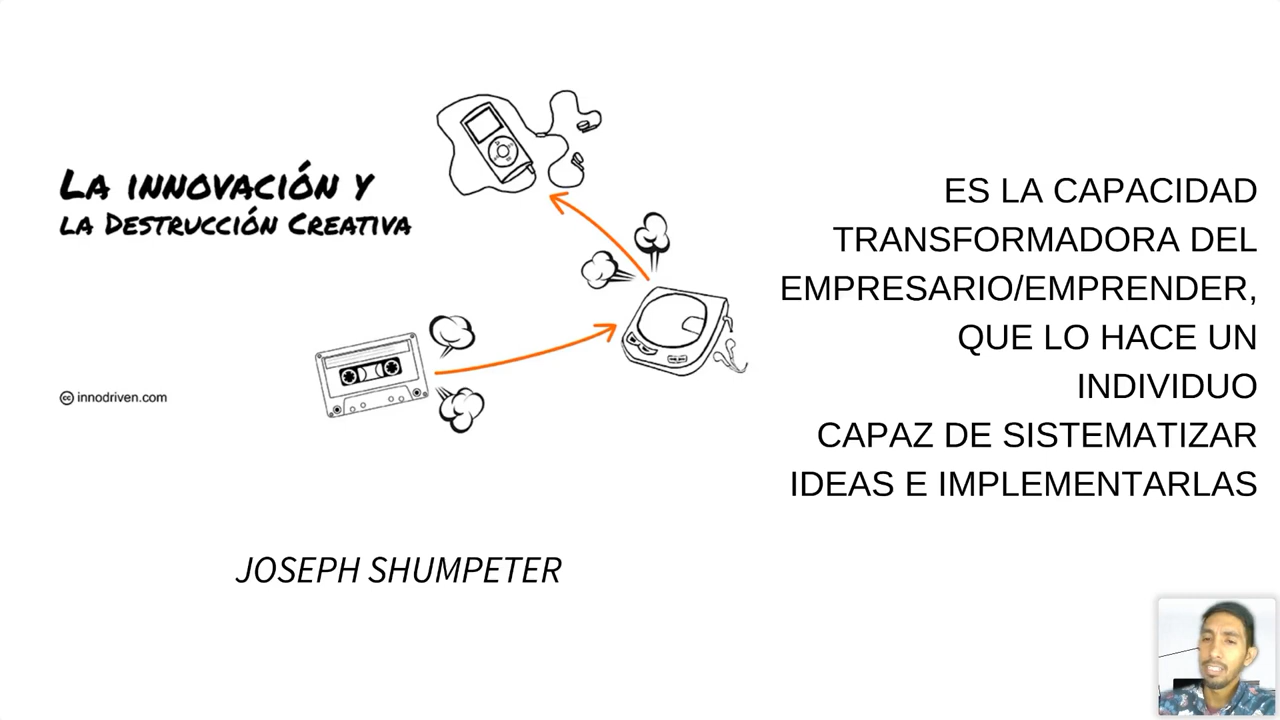 LA INNOVACIÓN Y
LA DESTRUCCIÓN CREATIVA
cc innodriven.com
JOSEPH SHUMPETER
ES LA CAPACIDAD
TRANSFORMADORA DEL
EMPRESARIO/EMPRENDER,
QUE LO HACE UN
INDIVIDUO
CAPAZ DE SISTEMATIZAR
IDEAS E IMPLEMENTARLAS